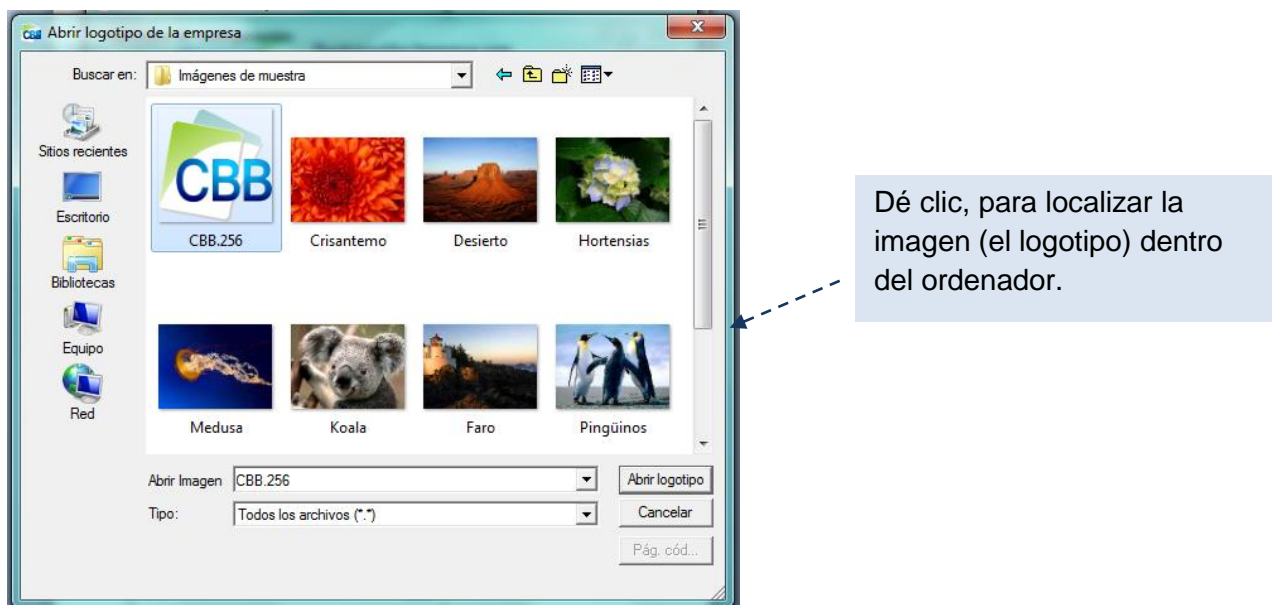 CBB Abrir logotipo de la empresa
Buscar en: Imágenes de muestra
Sitios recientes
Escritorio
Bibliotecas
Equipo
Red
CBB
CBB.256 Crisantemo Desierto Hortensias
Medusa Koala Faro Pingüinos
Abrir Imagen CBB.256 Abrir logotipo
Tipo: Todos los archivos (*.*) Cancelar
Pág. cód...
Dé clic, para localizar la
imagen (el logotipo) dentro
del ordenador.